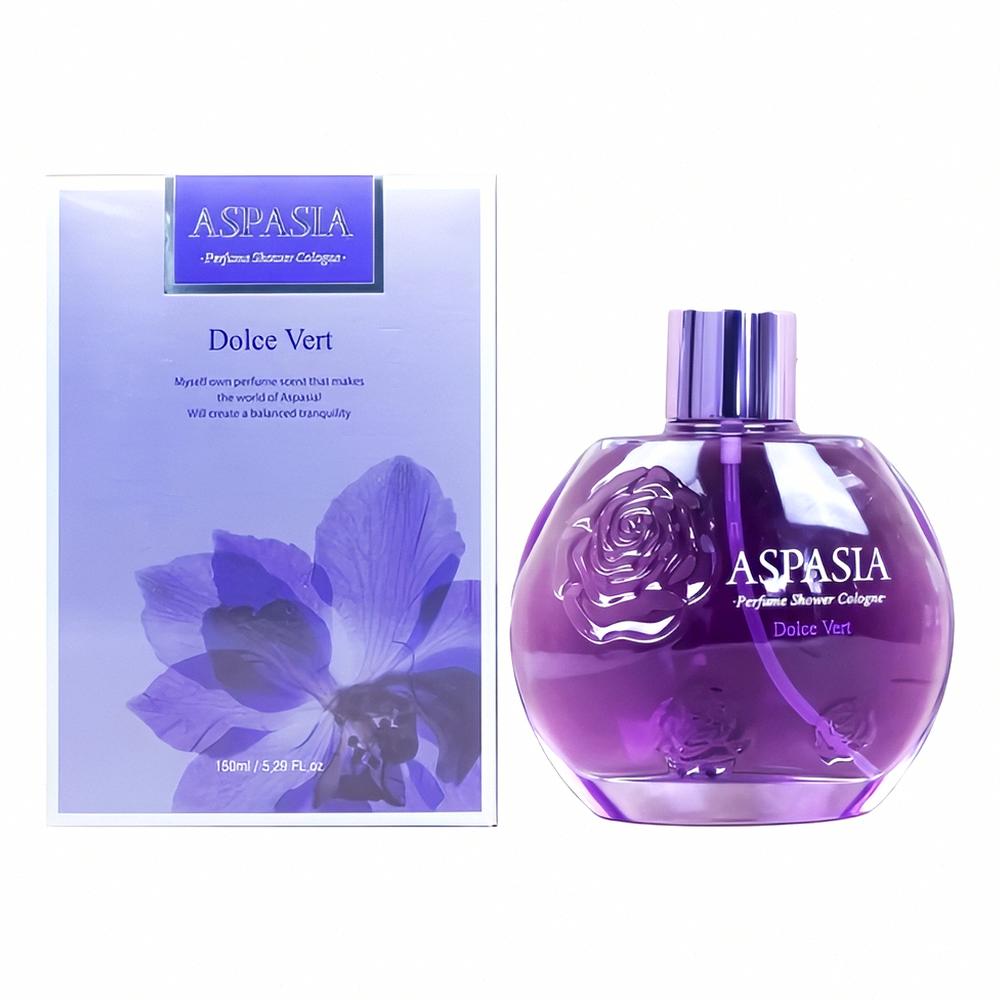 ASPASIA
·Perfume Shower Cologne·
Dolce Vert
Myself own perfume scent that makes
the world of Aspasia!
Will create a balanced tranquility
150ml / 5,29 FL.oz
ASPASIA
·Perfume Shower Cologne·
Dolce Vert